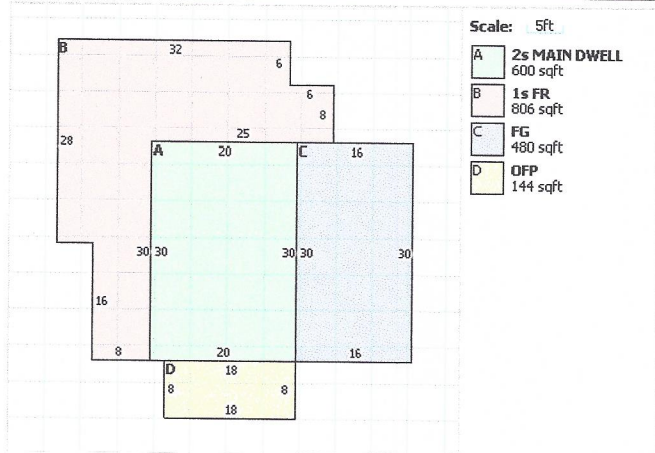 Scale: 5ft
A 2s MAIN DWELL
600 sqft
B 1s FR
806 sqft
C FG
480 sqft
D OFP
144 sqft
B
32
6
6
8
25
28
A
20
C
16
30
30
30
30
30
16
8
20
16
D
18
8
8
18